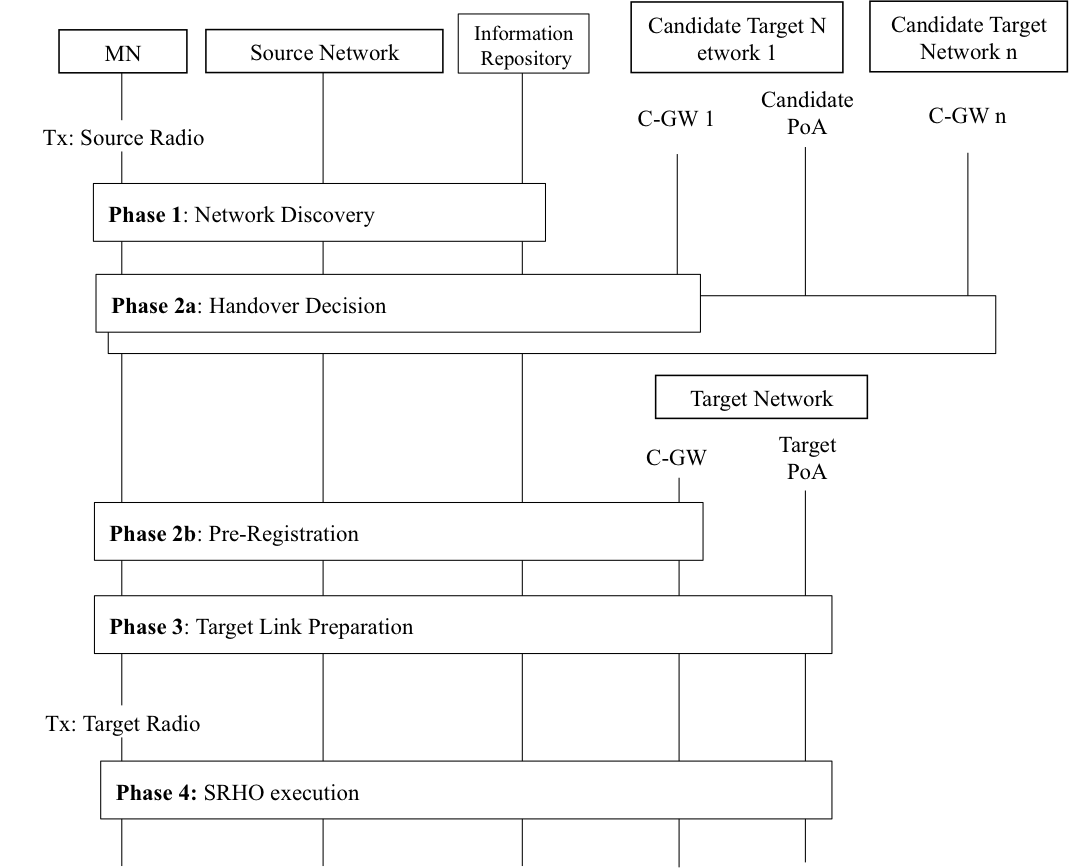 MN
Source Network
Information
Repository
Candidate Target N
etwork 1
Candidate Target
Network n
C-GW 1
Candidate
PoA
C-GW n
Tx: Source Radio
Phase 1: Network Discovery
Phase 2a: Handover Decision
Target Network
C-GW
Target
PoA
Phase 2b: Pre-Registration
Phase 3: Target Link Preparation
Tx: Target Radio
Phase 4: SRHO execution